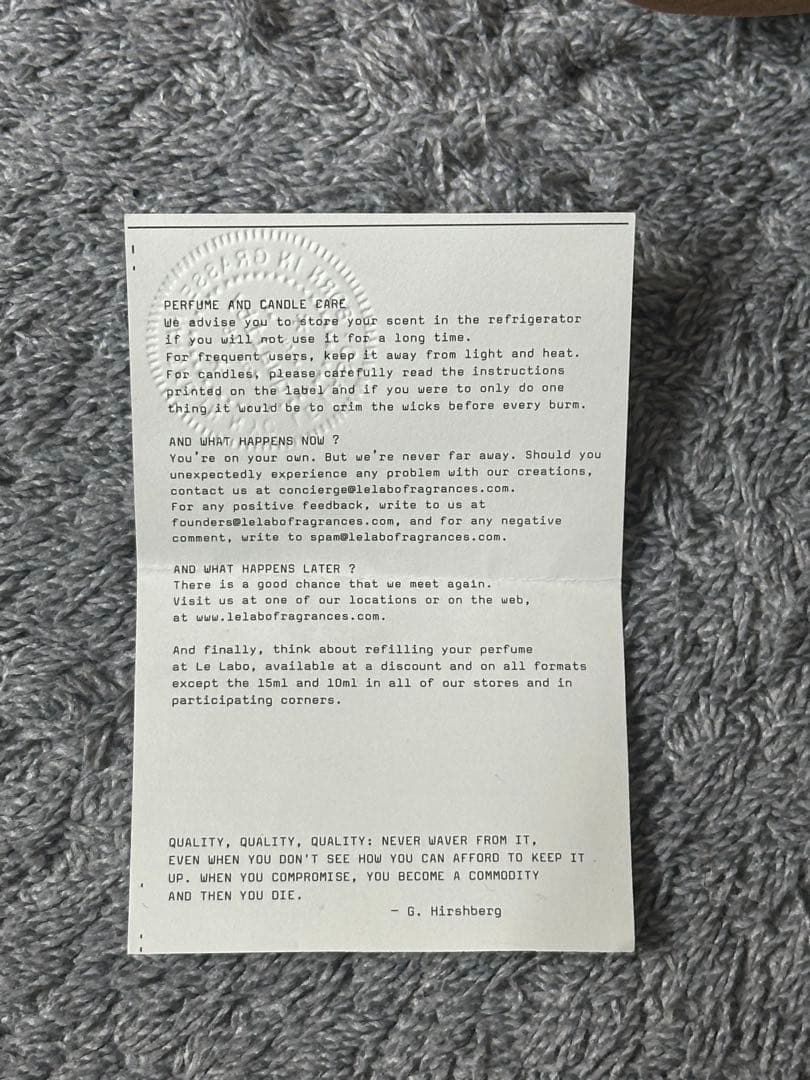 PERFUME AND CANDLE CARE
We advise you to store your scent in the refrigerator
if you will not use it for a long time.
For frequent users, keep it away from light and heat.
For candles, please carefully read the instructions
printed on the label and if you were to only do one
thing it would be to crim the wicks before every burm.
AND WHAT HAPPENS NOW ?
You're on your own. But we're never far away. Should you
unexpectedly experience any problem with our creations,
contact us at concierge@lelabofragrances.com.
For any positive feedback, write to us at
founders@lelabofragrances.com, and for any negative
comment, write to spam@lelabofragrances.com.
AND WHAT HAPPENS LATER ?
There is a good chance that we meet again.
Visit us at one of our locations or on the web,
at www.lelabofragrances.com.
And finally, think about refilling your perfume
at Le Labo, available at a discount and on all formats
except the 15ml and 10ml in all of our stores and in
participating corners.
QUALITY, QUALITY, QUALITY: NEVER WAVER FROM IT,
EVEN WHEN YOU DON'T SEE HOW YOU CAN AFFORD TO KEEP IT
UP. WHEN YOU COMPROMISE, YOU BECOME A COMMODITY
AND THEN YOU DIE.
– G. Hirshberg